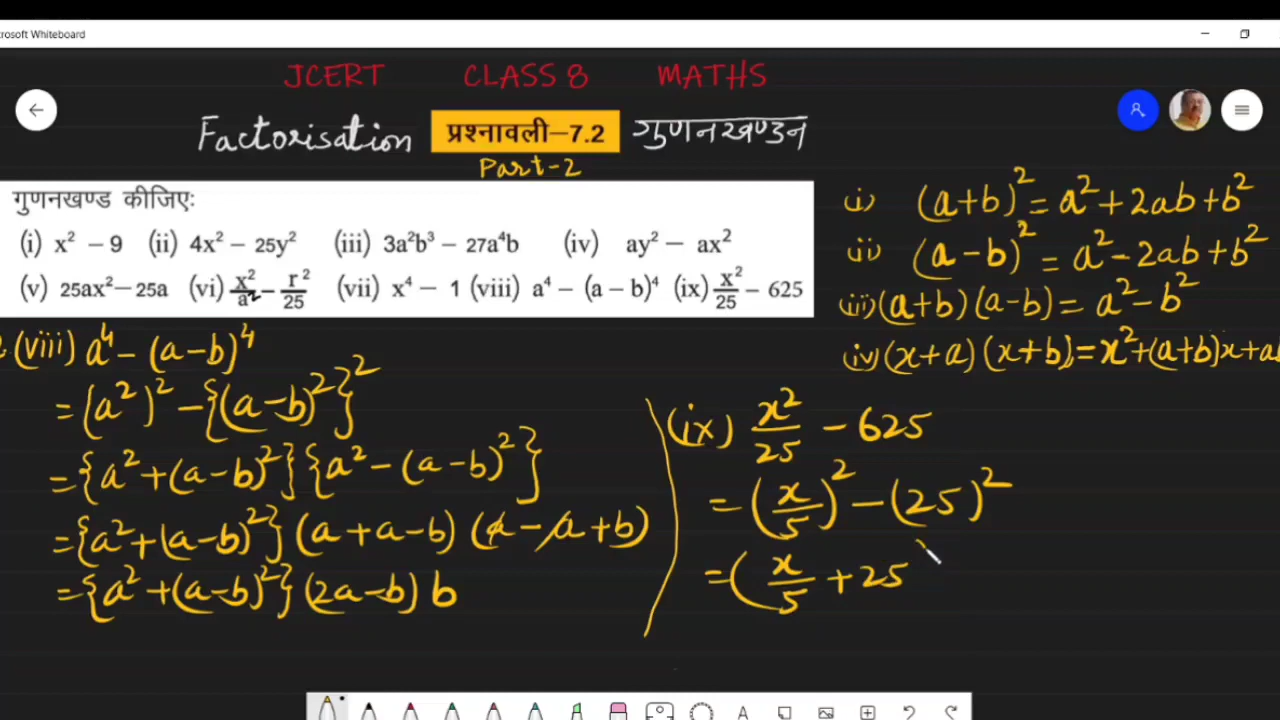 rosoft Whiteboard
JCERT CLASS 8 MATHS
Factorisation प्रश्नावली–7.2 गुणनखण्डन
Part-2
गुणनखण्ड कीजिएः
(i) x² – 9 (ii) 4x² – 25y² (iii) 3a²b³ – 27a⁴b (iv) ay² – ax²
(v) 25ax² – 25a (vi) x²/a² – r²/25 (vii) x⁴ – 1 (viii) a⁴ – (a – b)⁴ (ix) x²/25 – 625
i) (a+b)² = a² + 2ab + b²
ii) (a – b)² = a² - 2ab + b²
iii) (a+b) (a-b) = a² – b²
iv) (x+a) (x+b) = x² + (a+b)x + ab
(viii) a⁴ – (a–b)⁴
= (a²)² – {(a–b)²}²
= {a² + (a–b)²} {a² – (a–b)²}
= {a² + (a–b)²} (a + a – b) (a – a + b)
= {a² + (a–b)²} (2a–b) b
(ix) x²/25 – 625
= (x/5)² – (25)²
= (x/5 + 25